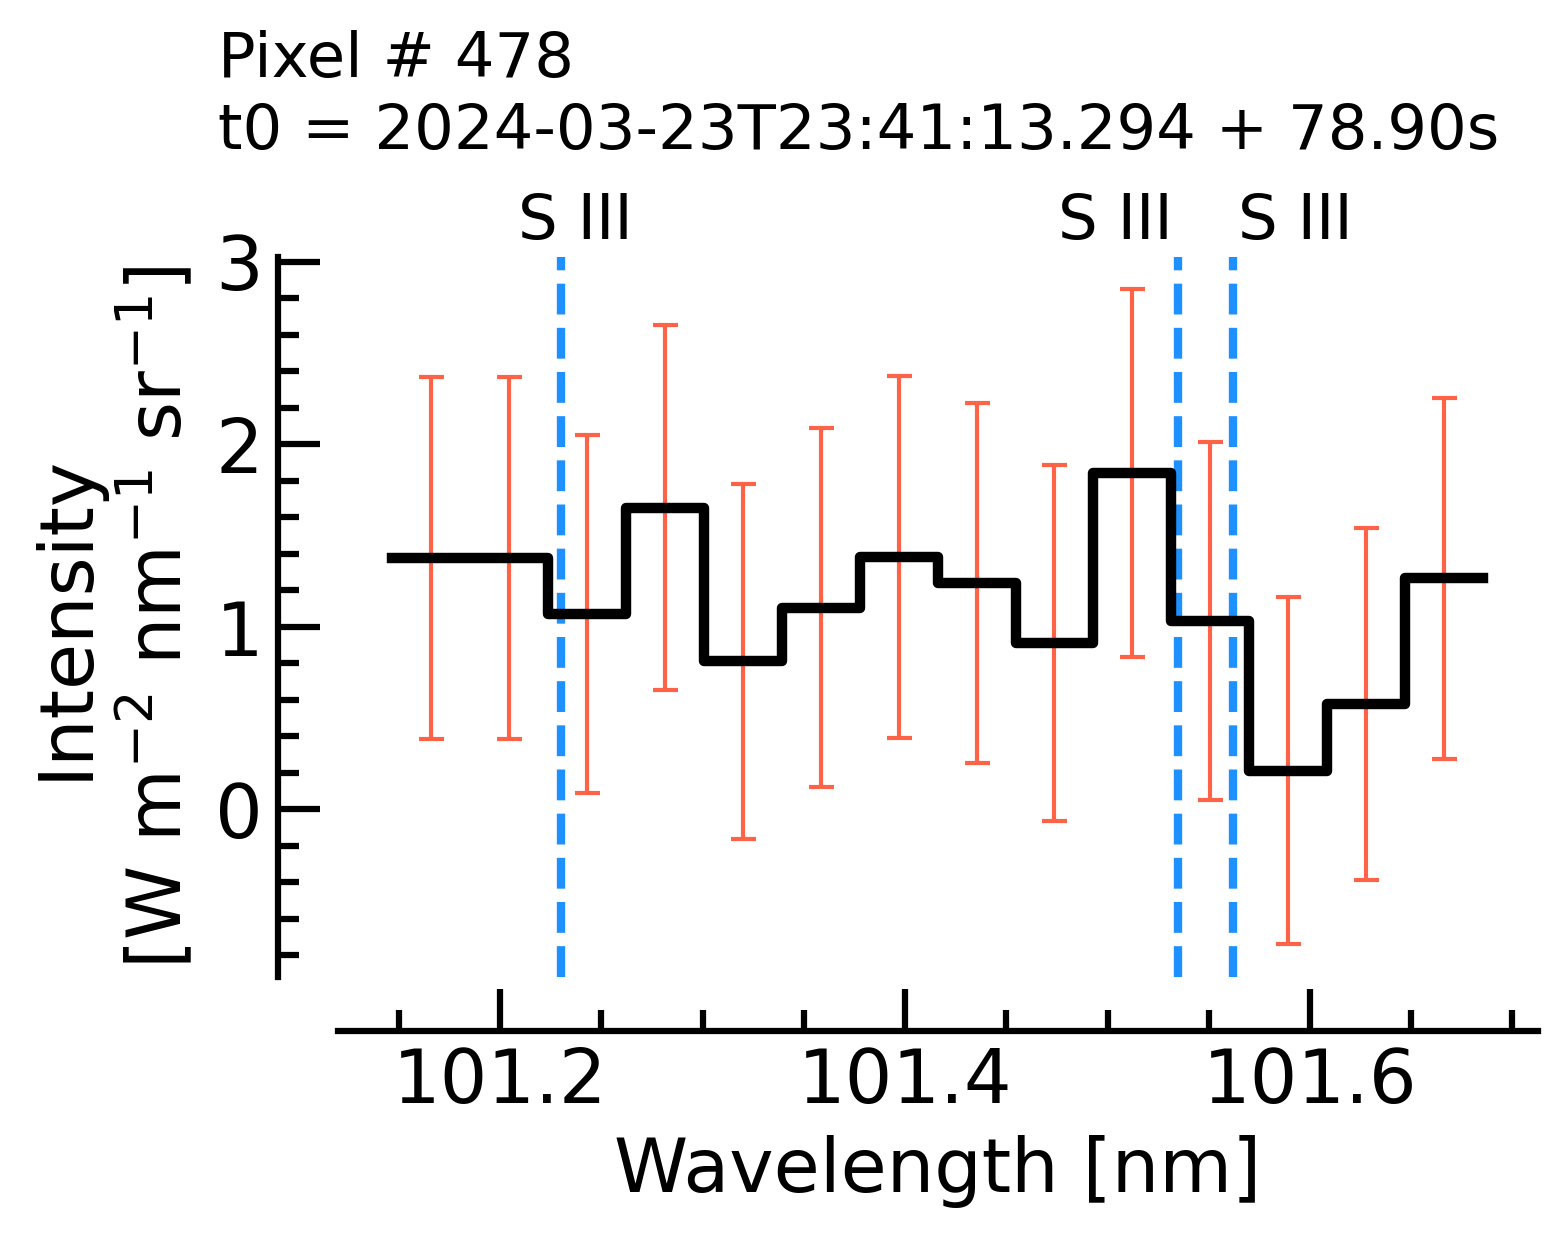 Pixel # 478
t0 = 2024-03-23T23:41:13.294 + 78.90s
S III S III S III
Intensity
[W m⁻² nm⁻¹ sr⁻¹]
3
2
1
0
101.2 101.4 101.6
Wavelength [nm]